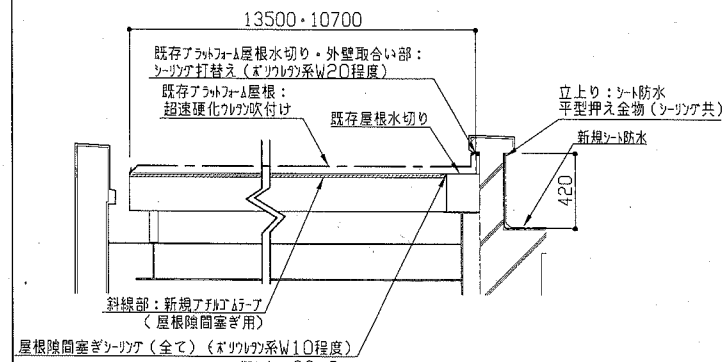 13500・10700
既存プラットフォーム屋根水切り・外壁取合い部：
シーリング打替え（ポリウレタン系W20程度）
既存プラットフォーム屋根：
超速硬化ウレタン吹付け
既存屋根水切り
立上り：シート防水
平型押え金物（シーリング共）
新規シート防水
420
斜線部：新規ブチルゴムテープ
（屋根隙間塞ぎ用）
屋根隙間塞ぎシーリング（全て）（ポリウレタン系W10程度）